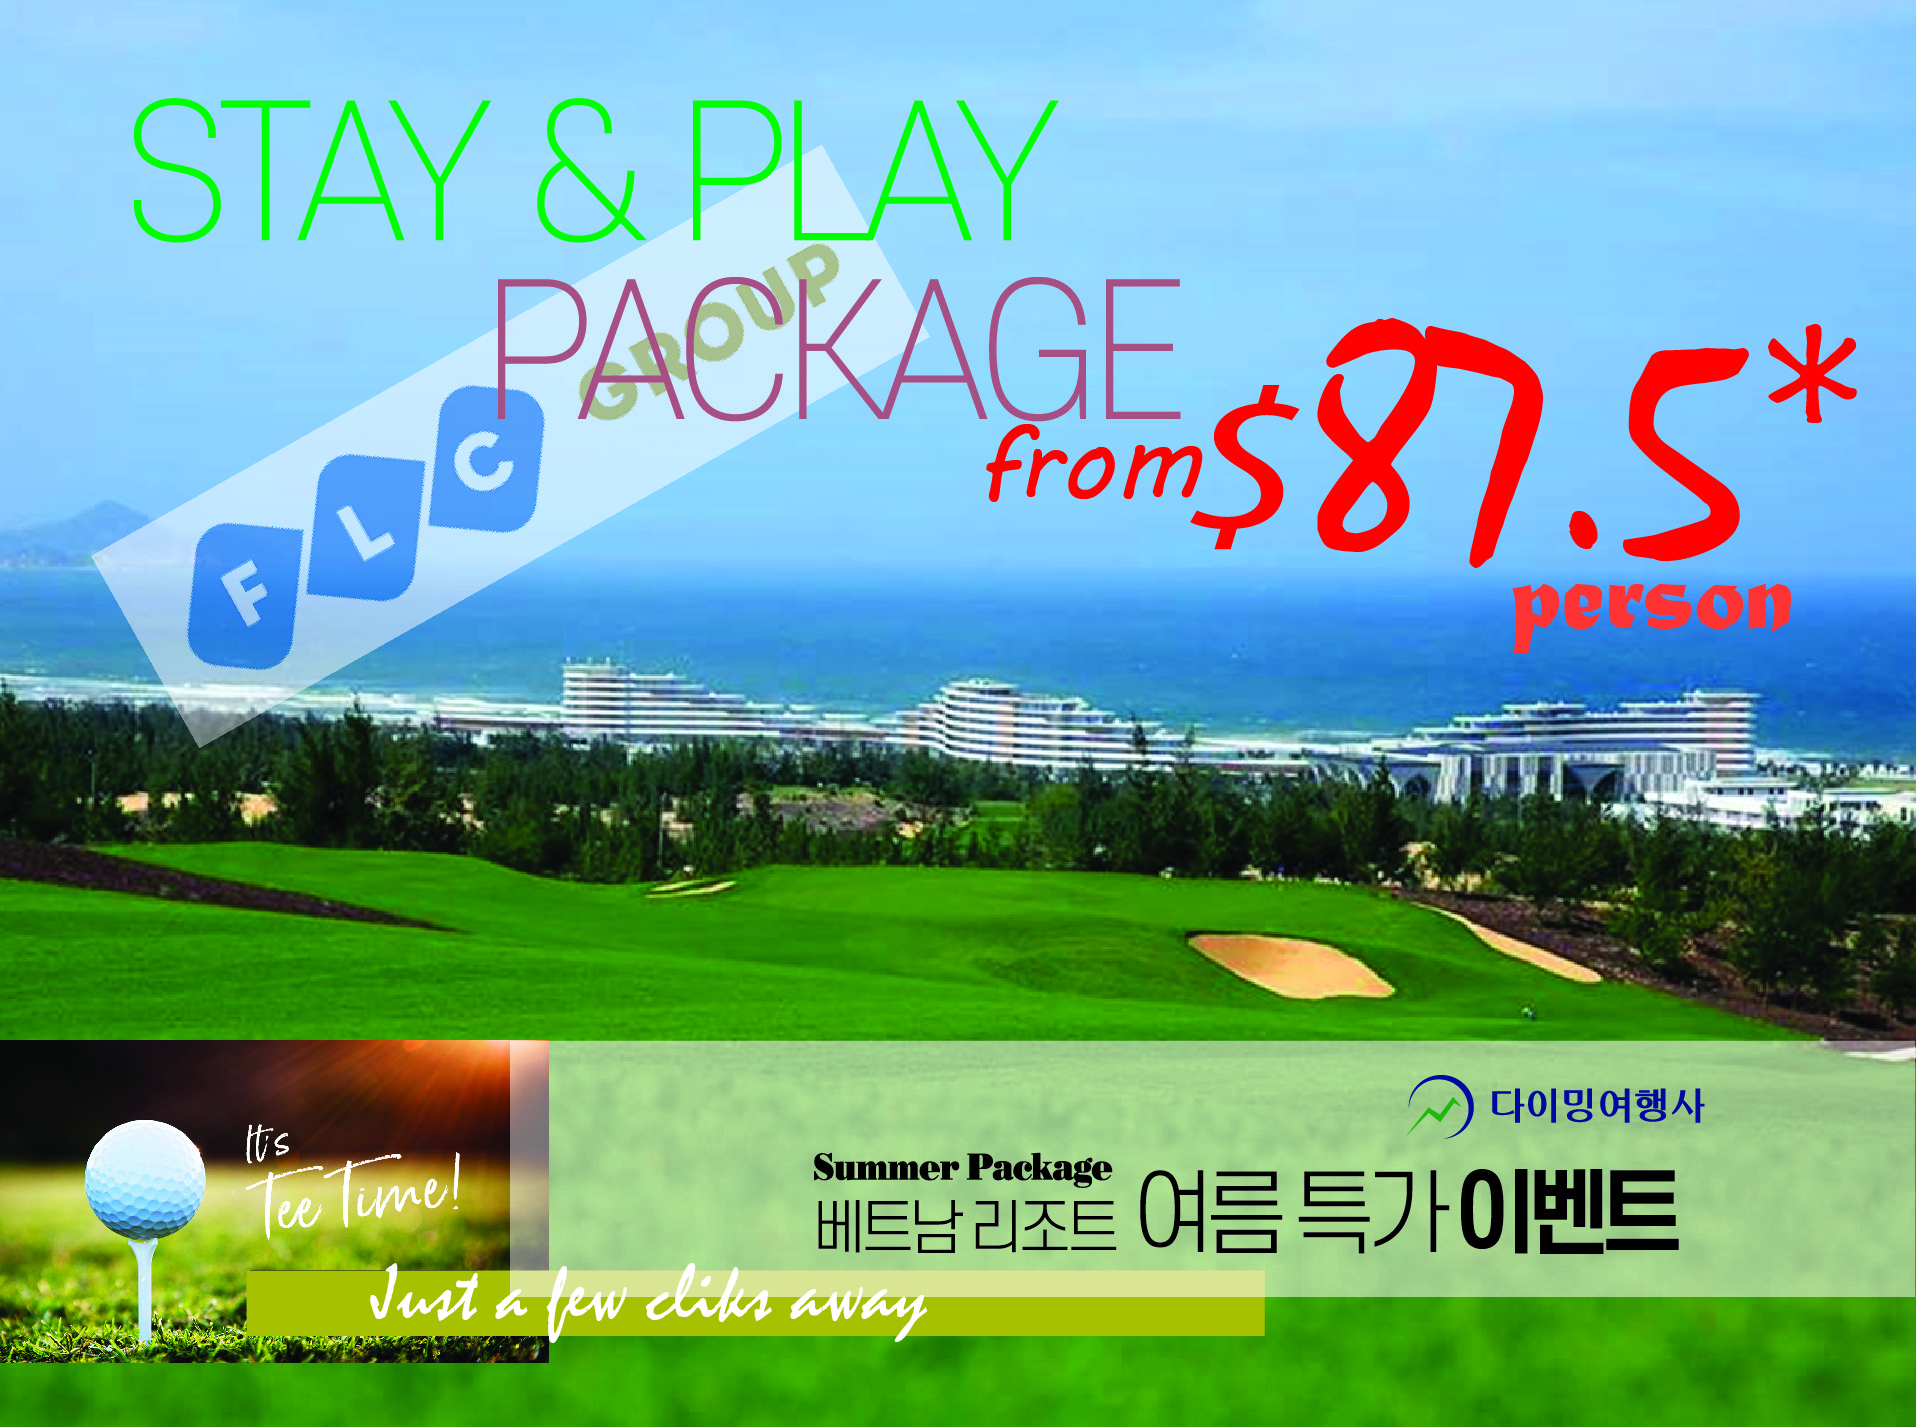 STAY & PLAY
PACKAGE
FLC GROUP
from $87.5*
person
다이밍여행사
It's
Tee Time!
Summer Package
베트남 리조트 여름 특가 이벤트
Just a few cliks away